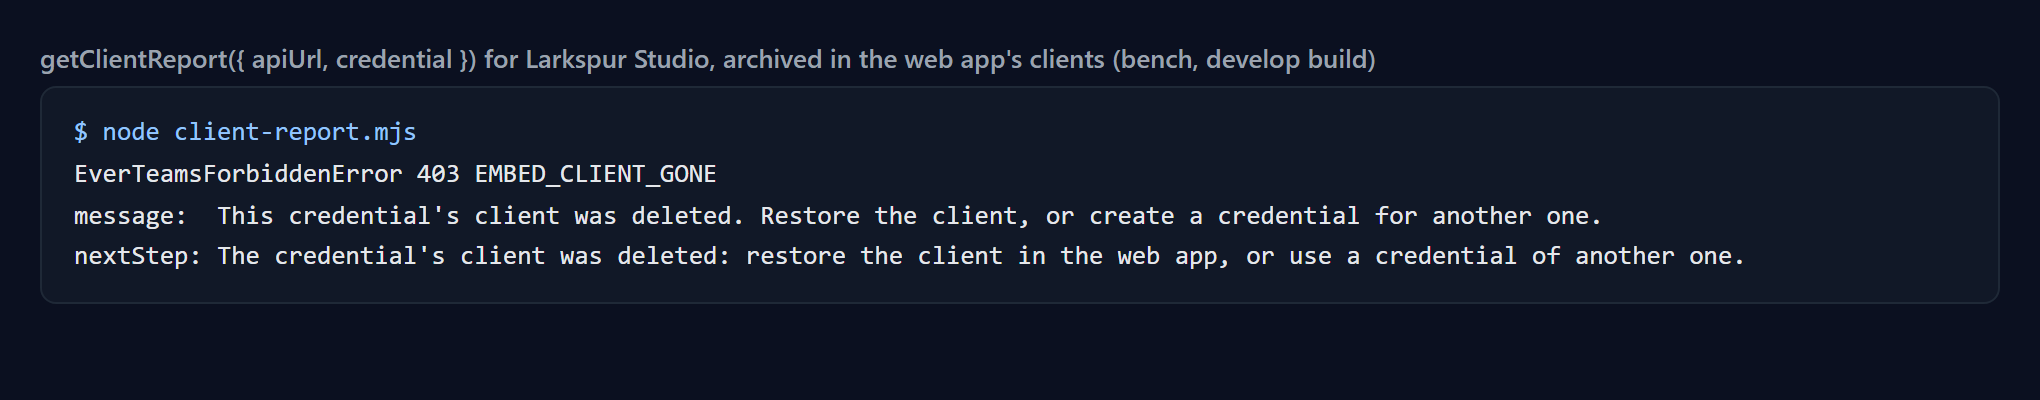 getClientReport({ apiUrl, credential }) for Larkspur Studio, archived in the web app's clients (bench, develop build)
$ node client-report.mjs
EverTeamsForbiddenError 403 EMBED_CLIENT_GONE
message:  This credential's client was deleted. Restore the client, or create a credential for another one.
nextStep: The credential's client was deleted: restore the client in the web app, or use a credential of another one.